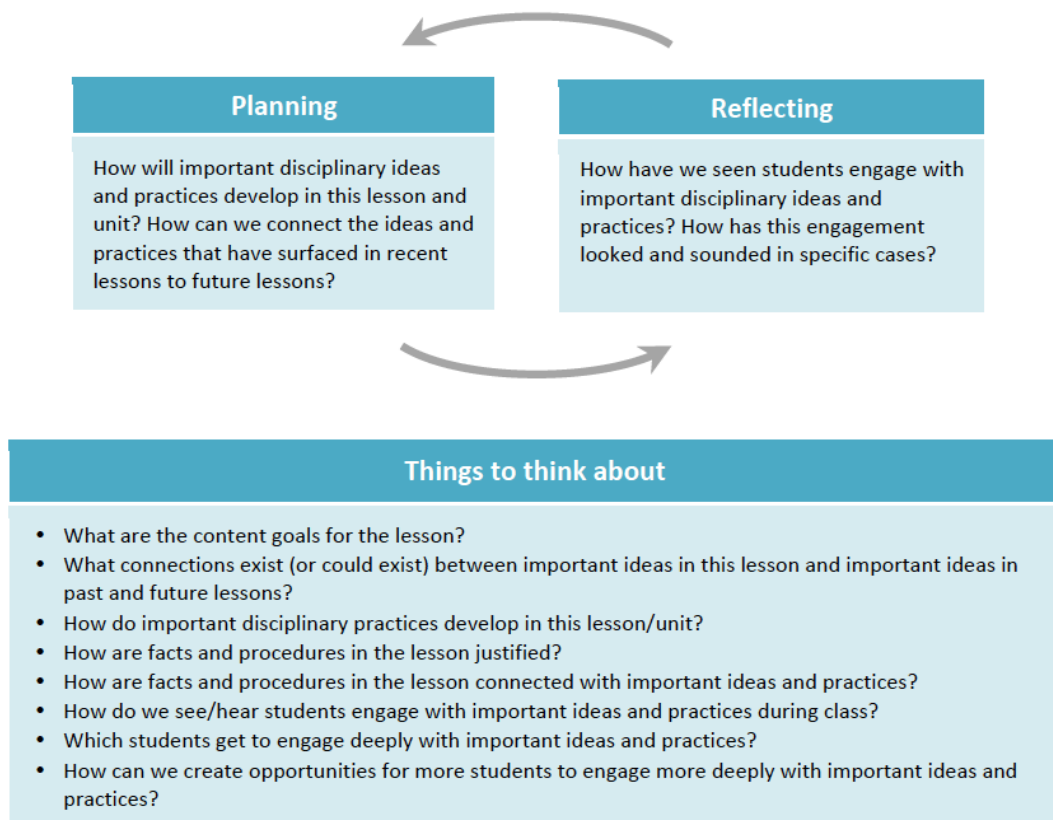 Planning
How will important disciplinary ideas
and practices develop in this lesson and
unit? How can we connect the ideas and
practices that have surfaced in recent
lessons to future lessons?
Reflecting
How have we seen students engage with
important disciplinary ideas and
practices? How has this engagement
looked and sounded in specific cases?
Things to think about
• What are the content goals for the lesson?
• What connections exist (or could exist) between important ideas in this lesson and important ideas in
past and future lessons?
• How do important disciplinary practices develop in this lesson/unit?
• How are facts and procedures in the lesson justified?
• How are facts and procedures in the lesson connected with important ideas and practices?
• How do we see/hear students engage with important ideas and practices during class?
• Which students get to engage deeply with important ideas and practices?
• How can we create opportunities for more students to engage more deeply with important ideas and
practices?